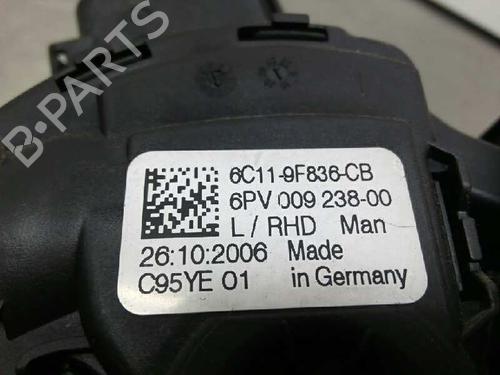 B-PARTS
6C11-9F836-CB
6PV 009 238-00
L / RHD Man
26:10:2006 Made
C95YE 01 in Germany